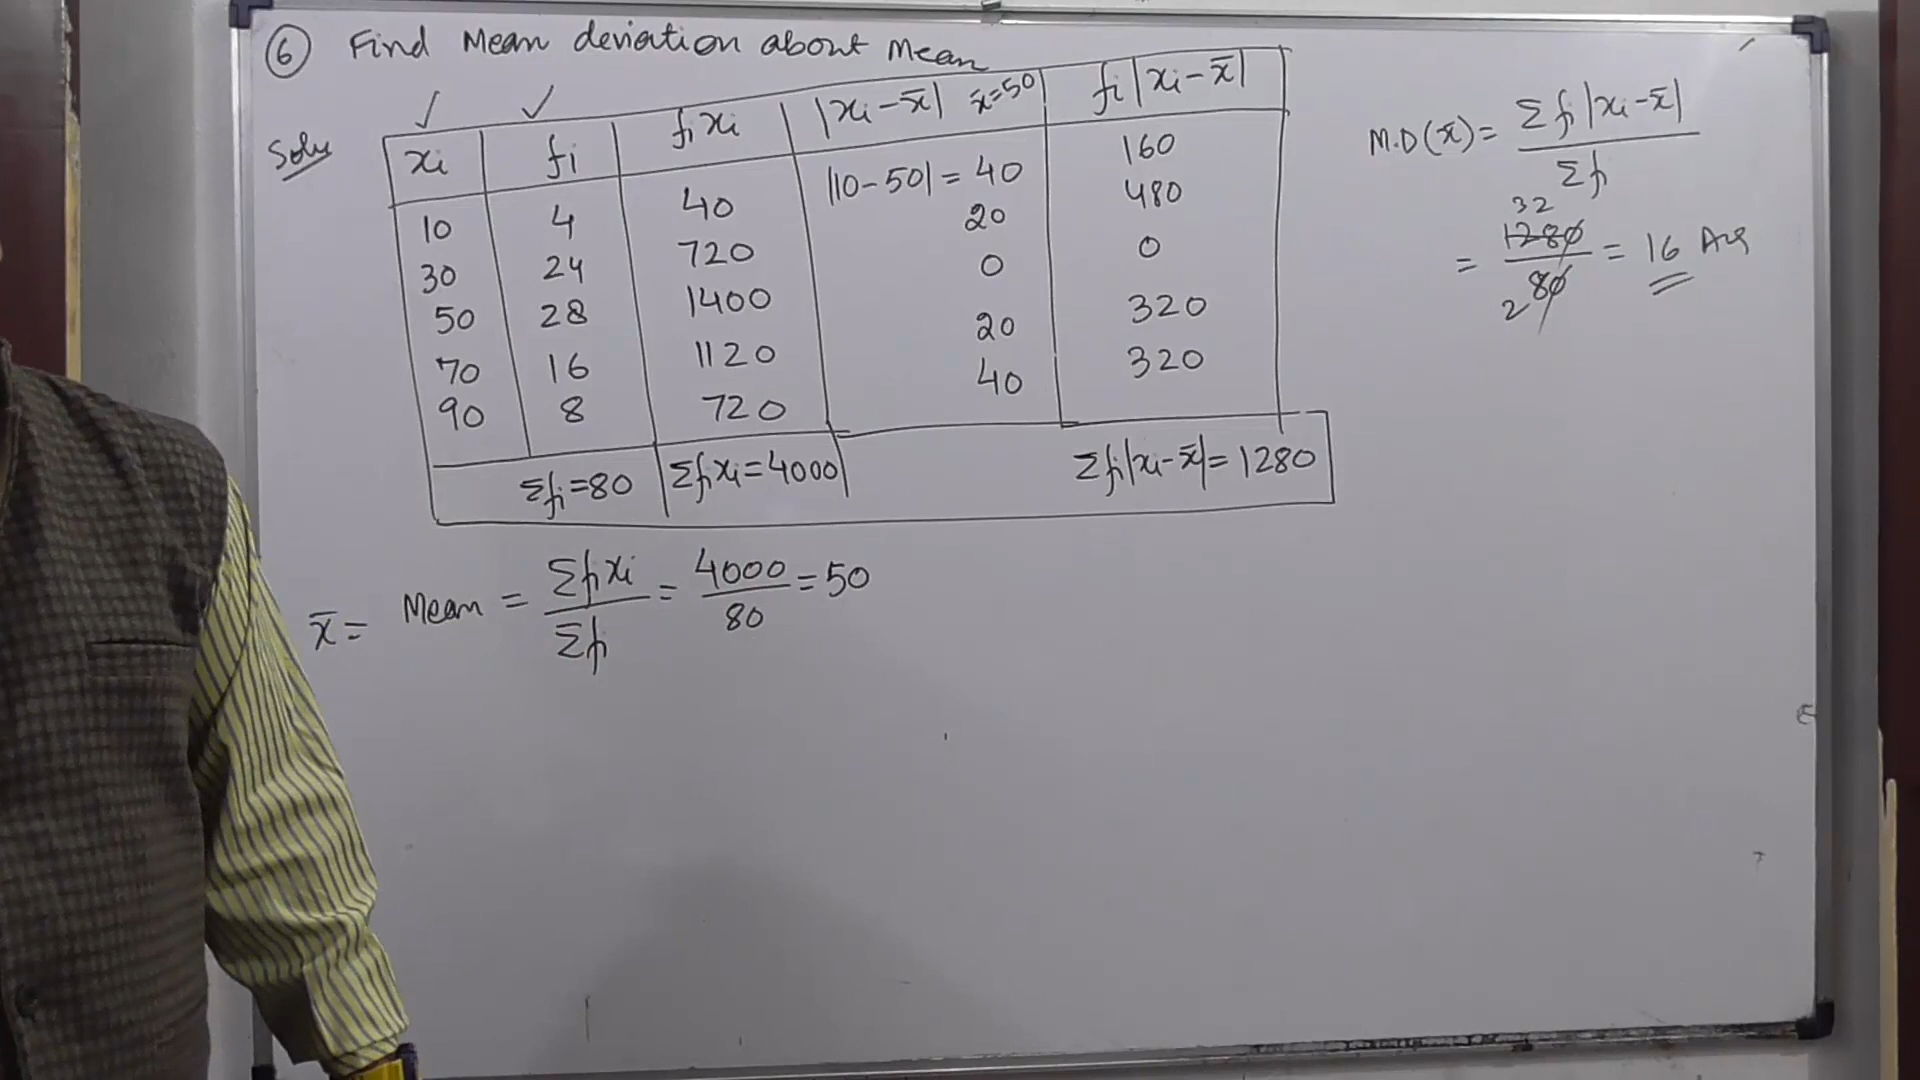 ⑥ Find Mean deviation about Mean
Solu
xi fi fixi |xi-x̄| x̄=50 fi|xi-x̄|
10 4 40 |10-50|=40 160
30 24 720 20 480
50 28 1400 0 0
70 16 1120 20 320
90 8 720 40 320
Σfi=80 Σfixi=4000 Σfi|xi-x̄|=1280
x̄= Mean = Σfixi/Σfi = 4000/80 = 50
M.D(x̄)= Σfi|xi-x̄|/Σfi
32
= 1280/80 = 16 Ans
2